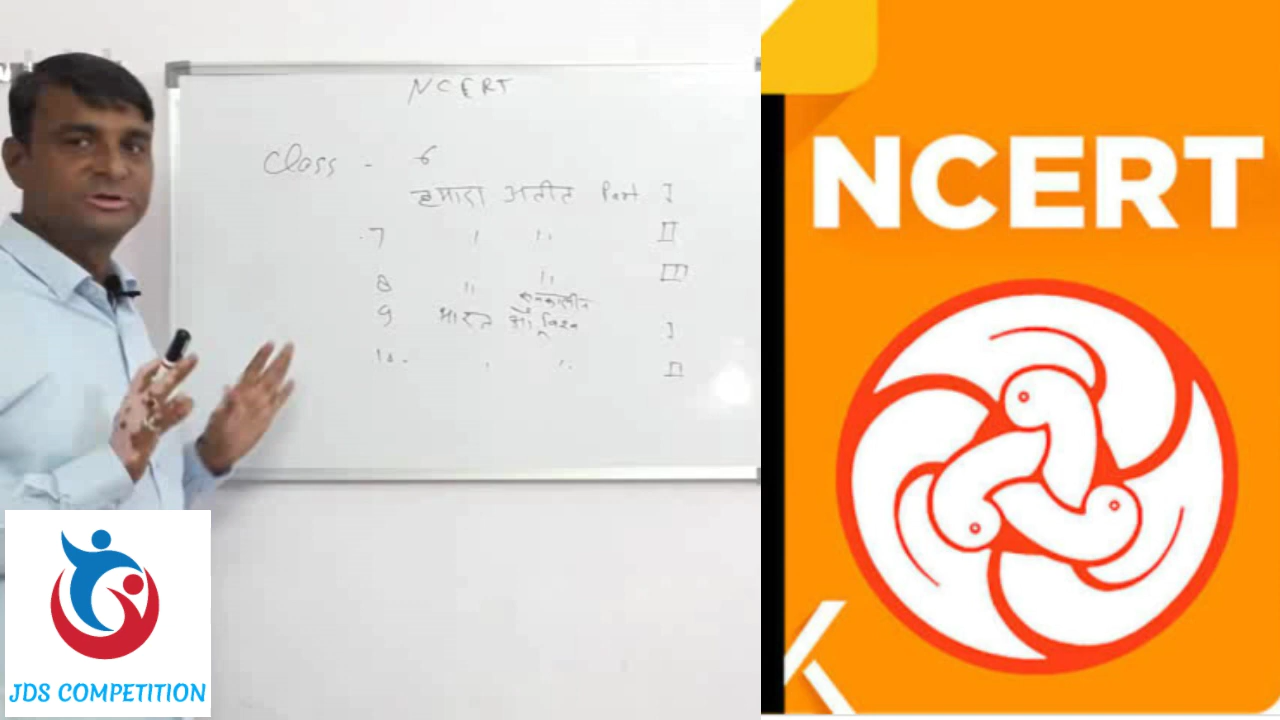 NCERT
Class - 6
हमारा अतीत Part I
7 " " II
8 " " III
समकालीन
9 भारत और विश्व I
10. " " II
NCERT
JDS COMPETITION